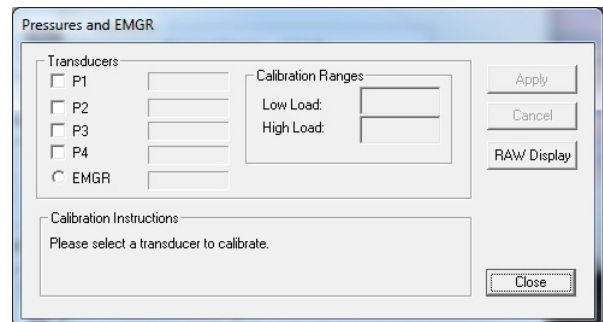 Pressures and EMGR
Transducers
P1
P2
P3
P4
EMGR
Calibration Ranges
Low Load:
High Load:
Apply
Cancel
RAW Display
Calibration Instructions
Please select a transducer to calibrate.
Close